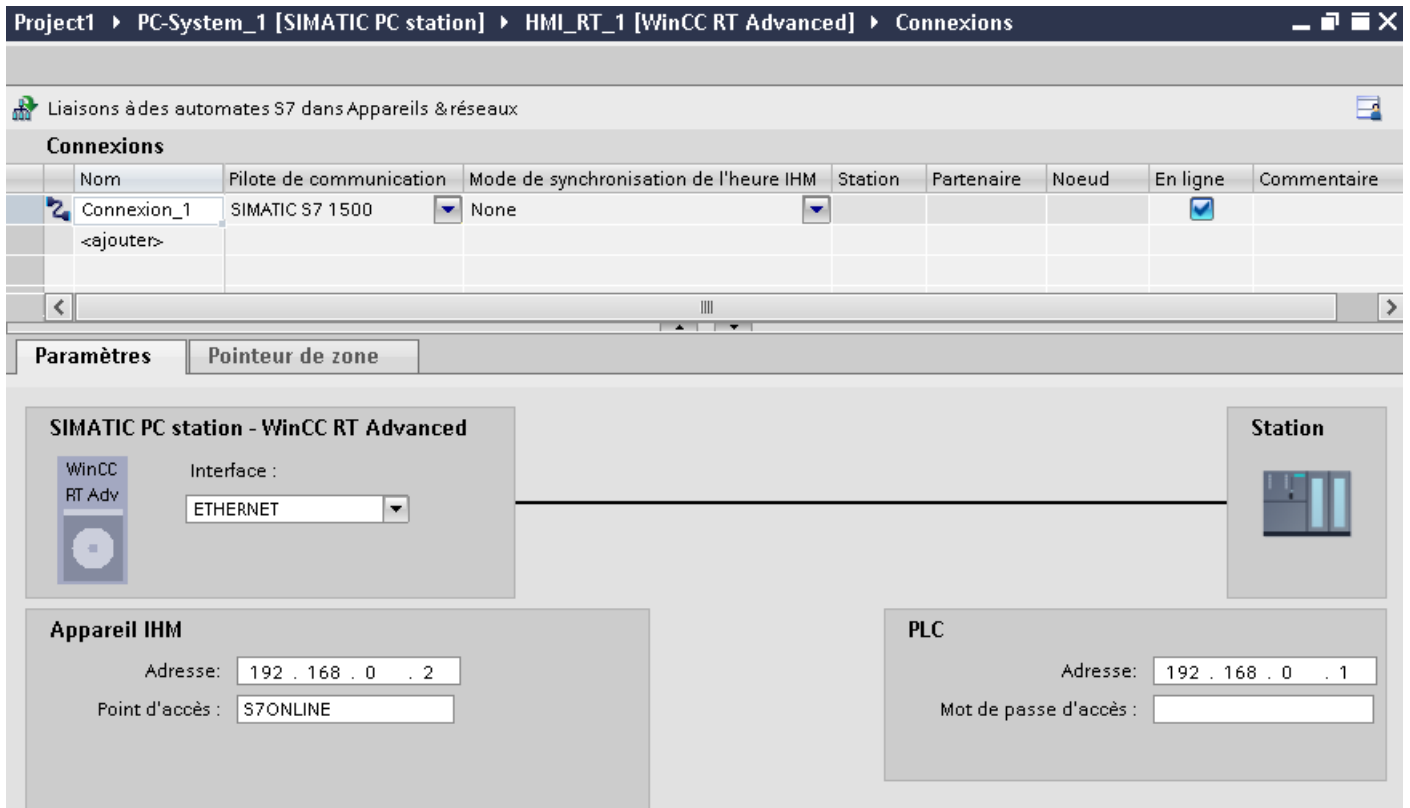 Project1 ▸ PC-System_1 [SIMATIC PC station] ▸ HMI_RT_1 [WinCC RT Advanced] ▸ Connexions
Liaisons à des automates S7 dans Appareils & réseaux
Connexions
Nom Pilote de communication Mode de synchronisation de l'heure IHM Station Partenaire Noeud En ligne Commentaire
Connexion_1 SIMATIC S7 1500 None
<ajouter>
Paramètres Pointeur de zone
SIMATIC PC station - WinCC RT Advanced
Station
WinCC
RT Adv
Interface :
ETHERNET
Appareil IHM
Adresse: 192 . 168 . 0 . 2
Point d'accès : S7ONLINE
PLC
Adresse: 192 . 168 . 0 . 1
Mot de passe d'accès :